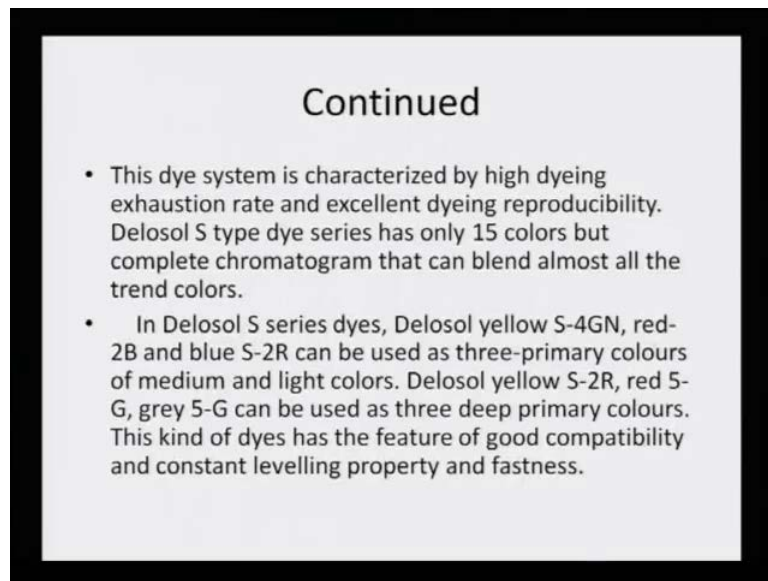 Continued
• This dye system is characterized by high dyeing
exhaustion rate and excellent dyeing reproducibility.
Delosol S type dye series has only 15 colors but
complete chromatogram that can blend almost all the
trend colors.
• In Delosol S series dyes, Delosol yellow S-4GN, red-
2B and blue S-2R can be used as three-primary colours
of medium and light colors. Delosol yellow S-2R, red 5-
G, grey 5-G can be used as three deep primary colours.
This kind of dyes has the feature of good compatibility
and constant levelling property and fastness.